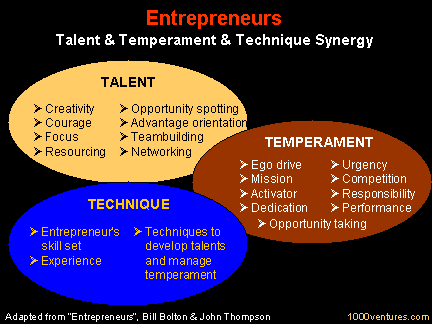 Entrepreneurs
Talent & Temperament & Technique Synergy
TALENT
➢ Creativity
➢ Courage
➢ Focus
➢ Resourcing
➢ Opportunity spotting
➢ Advantage orientation
➢ Teambuilding
➢ Networking
TEMPERAMENT
➢ Ego drive
➢ Mission
➢ Activator
➢ Dedication
➢ Urgency
➢ Competition
➢ Responsibility
➢ Performance
➢ Opportunity taking
TECHNIQUE
➢ Entrepreneur's
skill set
➢ Experience
➢ Techniques to
develop talents
and manage
temperament
Adapted from "Entrepreneurs", Bill Bolton & John Thompson
1000ventures.com